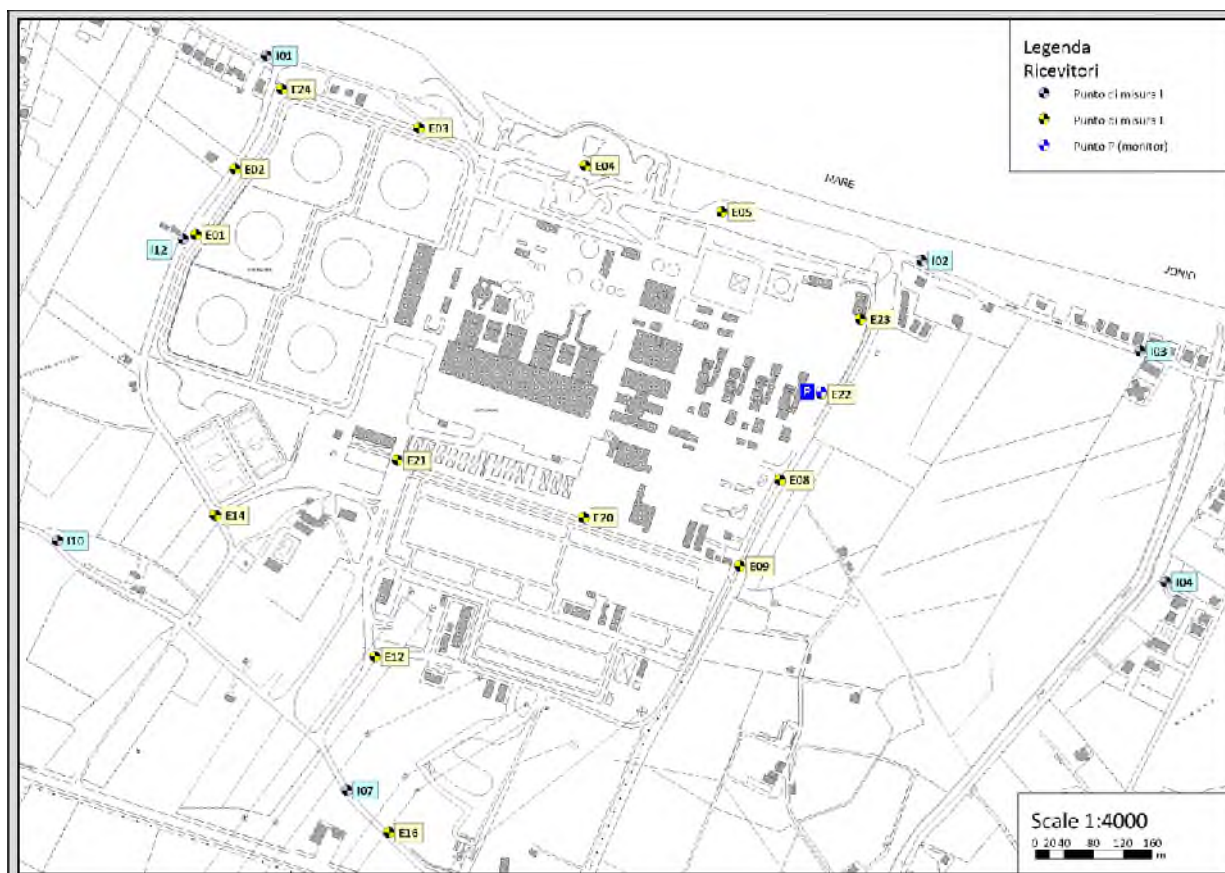 Legenda
Ricevitori
Punto di misura I
Punto di misura E
Punto P (monitor)
I01
E24
E03
E04
E02
MARE
E05
E01
I12
I02
JONIO
E23
I03
P
E22
E21
E08
E14
E20
I10
E09
I04
E12
I07
E16
Scale 1:4000
0 20 40 80 120 160
m